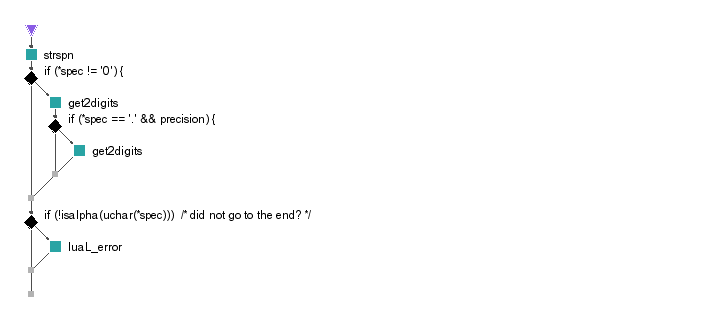 strspn
if (*spec != '0') {
get2digits
if (*spec == '.' && precision) {
get2digits
if (!isalpha(uchar(*spec)))  /* did not go to the end? */
luaL_error